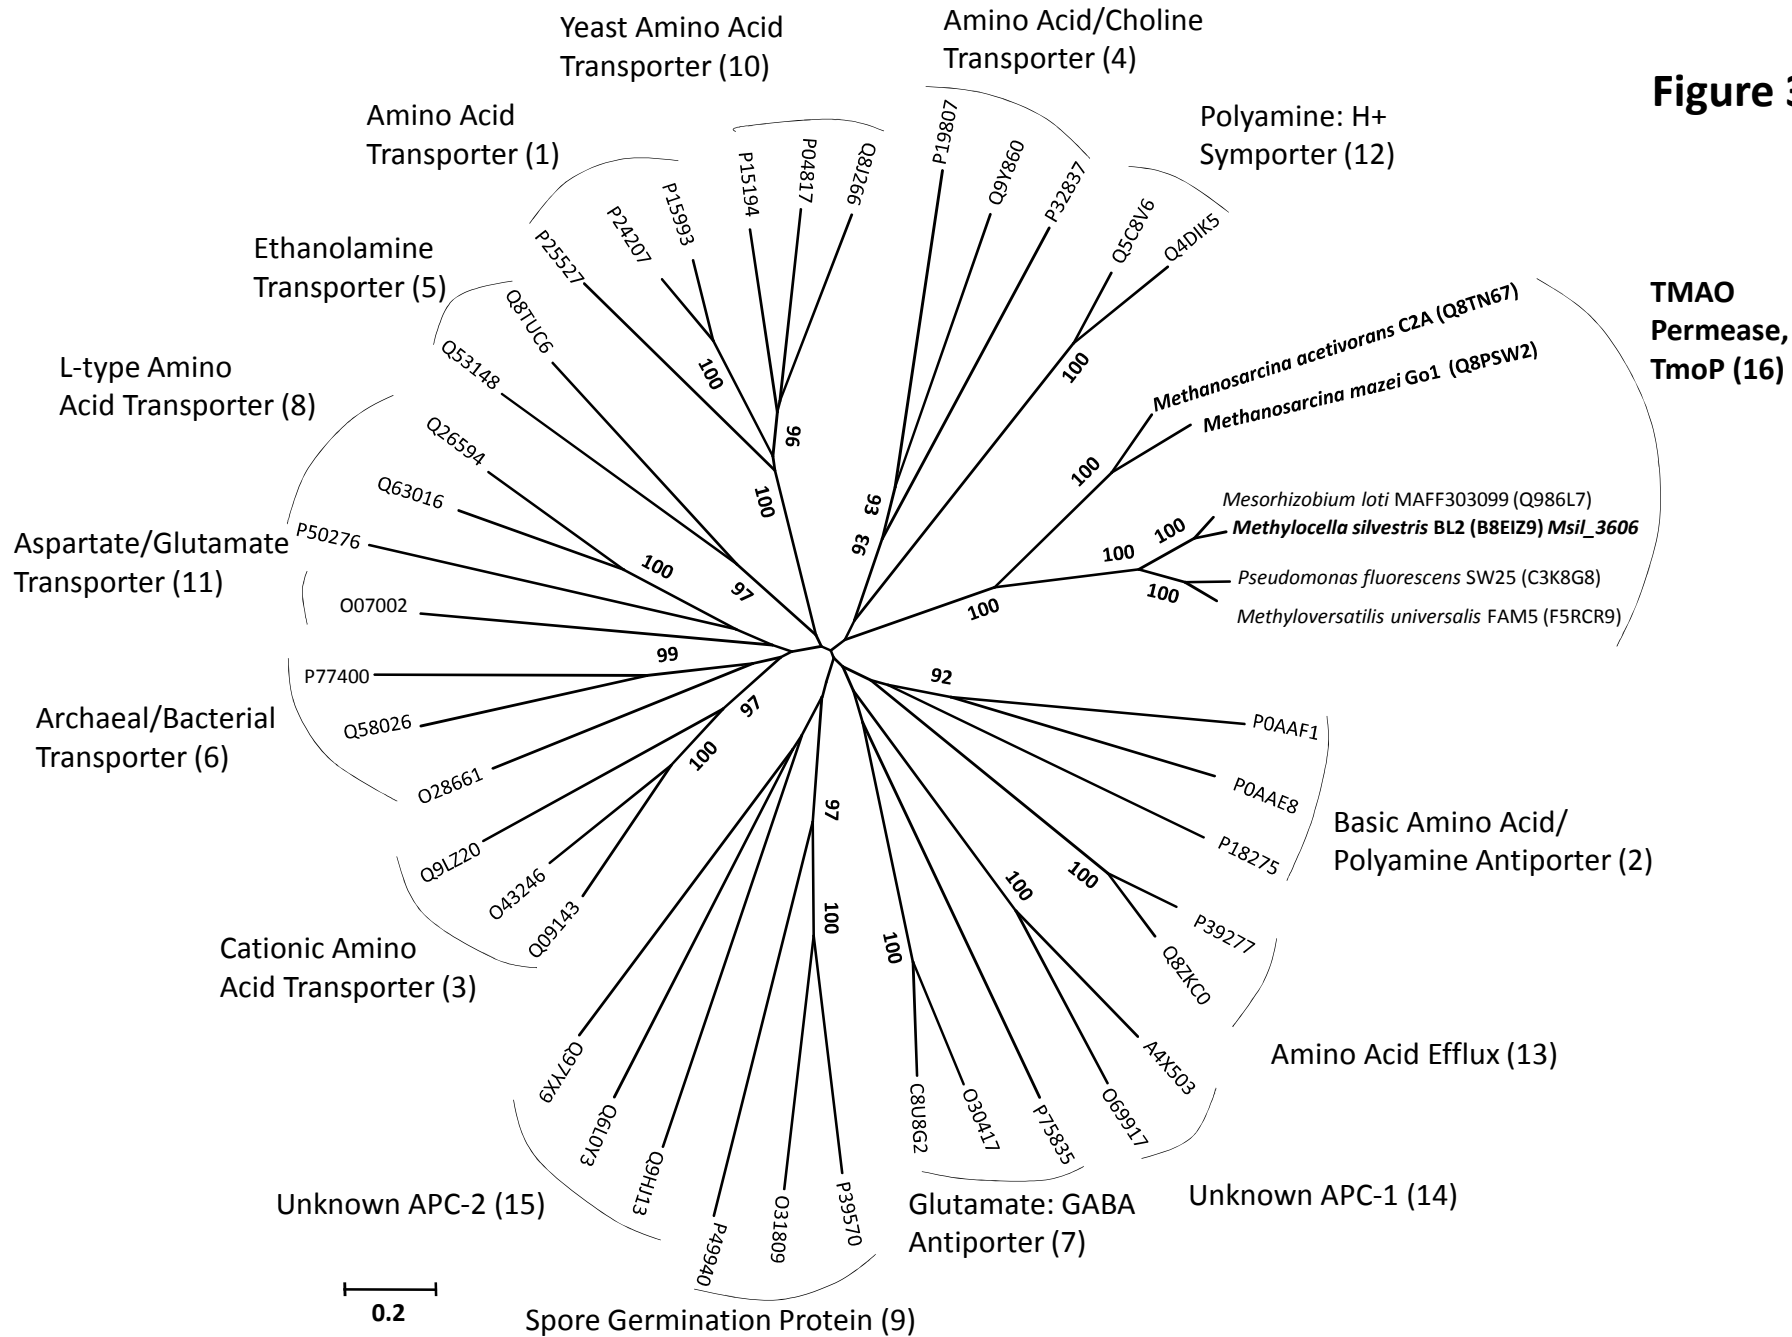 Figure 3
Yeast Amino Acid
Transporter (10)
Amino Acid/Choline
Transporter (4)
Amino Acid
Transporter (1)
Polyamine: H+
Symporter (12)
Ethanolamine
Transporter (5)
TMAO
Permease,
TmoP (16)
L-type Amino
Acid Transporter (8)
Aspartate/Glutamate
Transporter (11)
Archaeal/Bacterial
Transporter (6)
Cationic Amino
Acid Transporter (3)
Unknown APC-2 (15)
Spore Germination Protein (9)
Glutamate: GABA
Antiporter (7)
Unknown APC-1 (14)
Amino Acid Efflux (13)
Basic Amino Acid/
Polyamine Antiporter (2)
P25527
P24207
P15993
P15194
P04817
Q8J266
P19807
Q9Y860
P32837
Q5C8V6
Q4DIK5
Methanosarcina acetivorans C2A (Q8TN67)
Methanosarcina mazei Go1 (Q8PSW2)
Mesorhizobium loti MAFF303099 (Q986L7)
Methylocella silvestris BL2 (B8EIZ9) Msil_3606
Pseudomonas fluorescens SW25 (C3K8G8)
Methyloversatilis universalis FAM5 (F5RCR9)
P0AAF1
P0AAE8
P18275
P39277
Q8ZKC0
A4X503
O69917
P75835
O30417
C8U8G2
P39570
O31809
P49940
Q9HJ13
Q6L0Y3
Q97YX9
Q09143
O43246
Q9LZ20
O28661
Q58026
P77400
O07002
P50276
Q63016
Q26594
Q53148
Q8TUC6
100
96
100
93
93
100
100
100
100
100
100
92
100
100
100
97
100
97
100
99
100
97
0.2